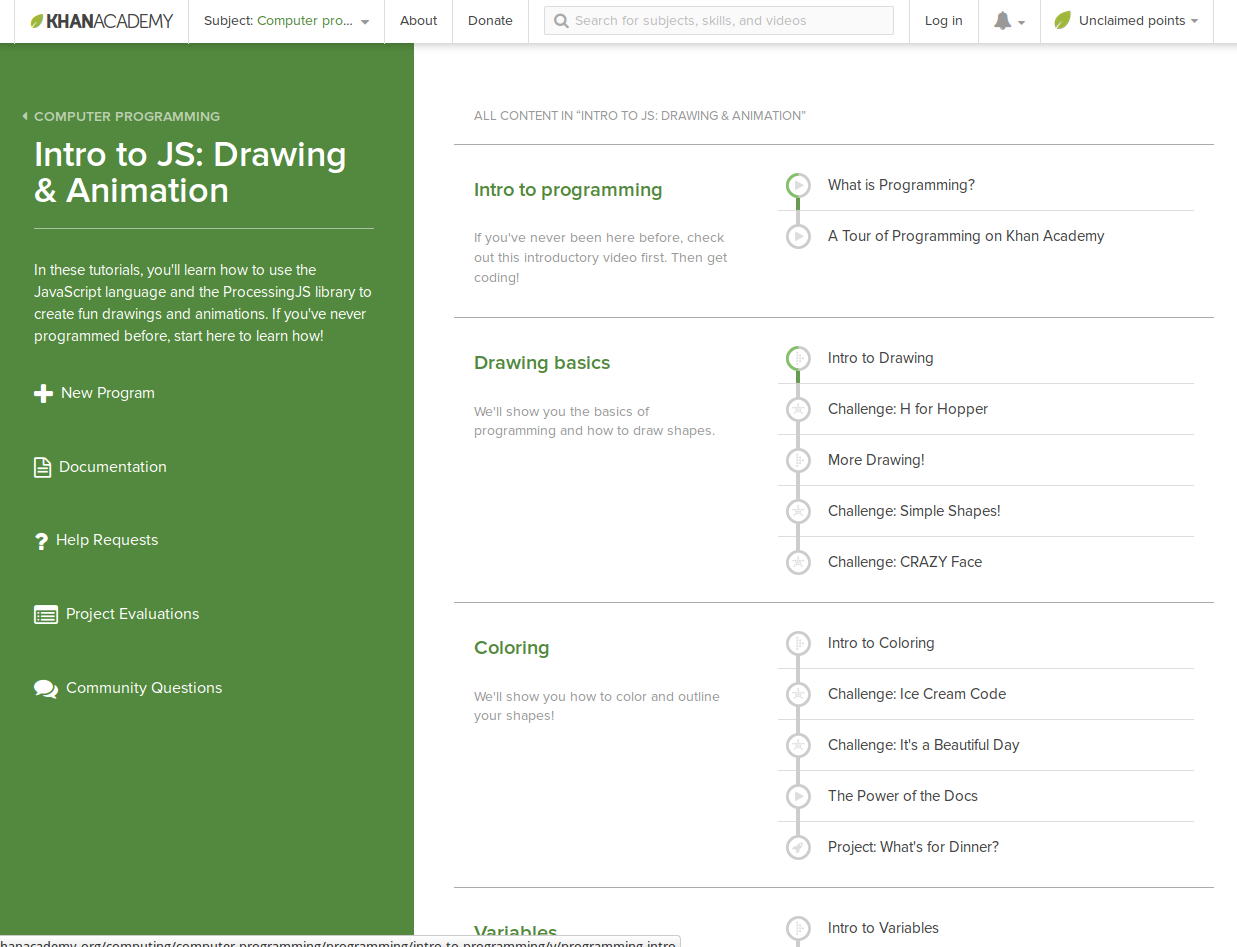 KHANACADEMY
Subject: Computer pro...
About
Donate
Search for subjects, skills, and videos
Log in
Unclaimed points
COMPUTER PROGRAMMING
Intro to JS: Drawing
& Animation
In these tutorials, you'll learn how to use the
JavaScript language and the ProcessingJS library to
create fun drawings and animations. If you've never
programmed before, start here to learn how!
New Program
Documentation
? Help Requests
Project Evaluations
Community Questions
ALL CONTENT IN “INTRO TO JS: DRAWING & ANIMATION”
Intro to programming
If you've never been here before, check
out this introductory video first. Then get
coding!
What is Programming?
A Tour of Programming on Khan Academy
Drawing basics
We'll show you the basics of
programming and how to draw shapes.
Intro to Drawing
Challenge: H for Hopper
More Drawing!
Challenge: Simple Shapes!
Challenge: CRAZY Face
Coloring
We'll show you how to color and outline
your shapes!
Intro to Coloring
Challenge: Ice Cream Code
Challenge: It's a Beautiful Day
The Power of the Docs
Project: What's for Dinner?
Variables
Intro to Variables
hanacademy.org/computing/computer-programming/programming/intro-to-programming/v/programming-intro